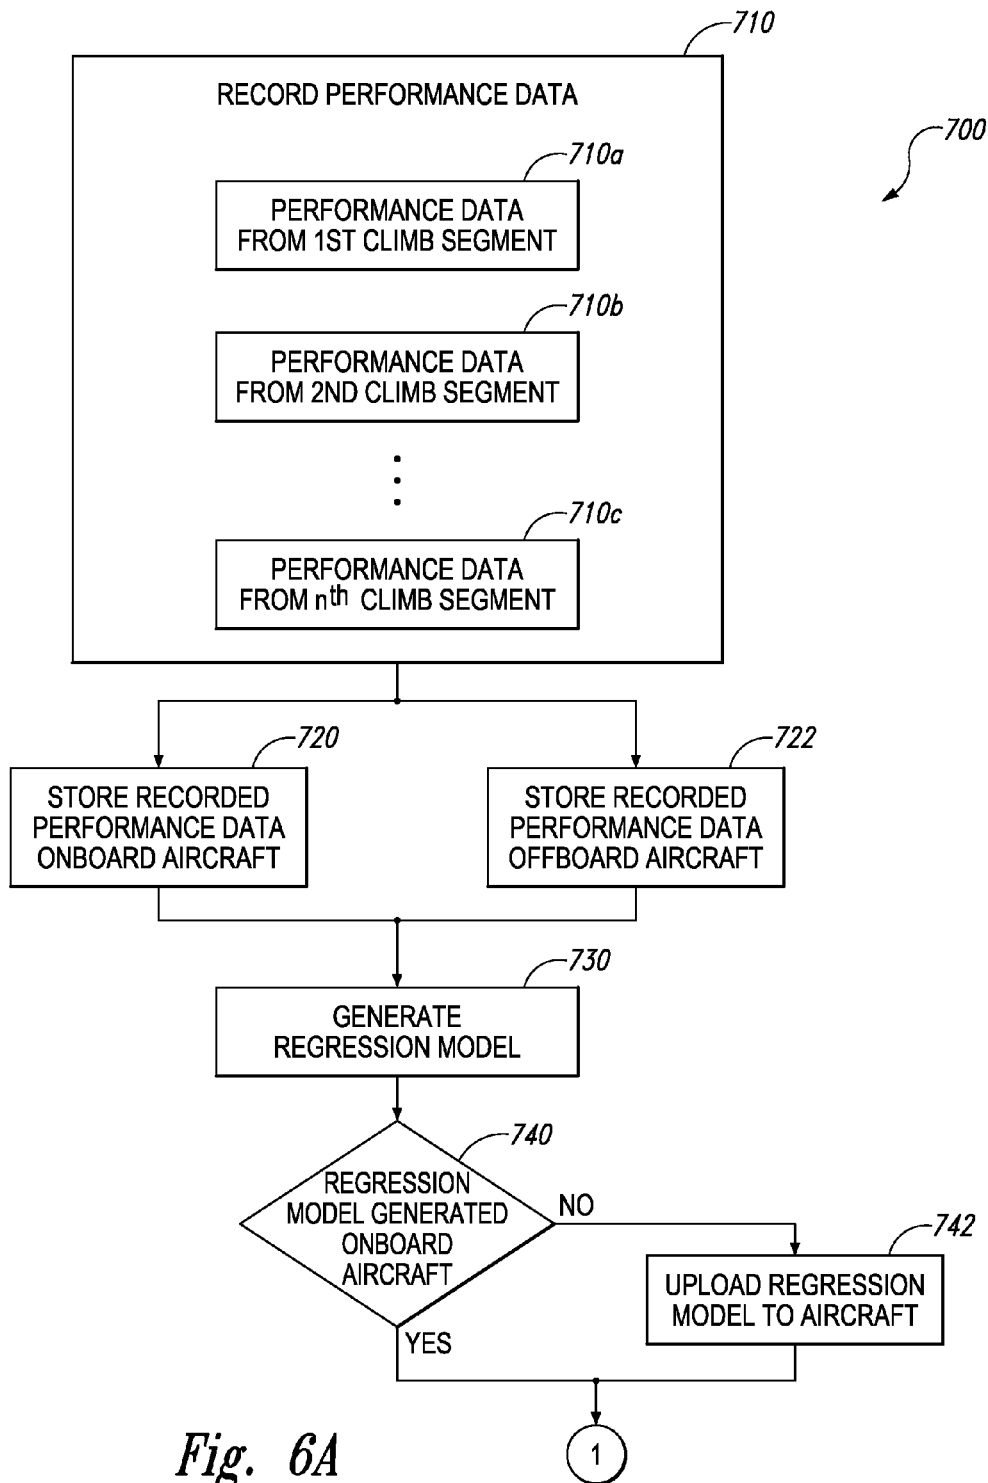 710
RECORD PERFORMANCE DATA
700
710a
PERFORMANCE DATA
FROM 1ST CLIMB SEGMENT
710b
PERFORMANCE DATA
FROM 2ND CLIMB SEGMENT
710c
PERFORMANCE DATA
FROM nth CLIMB SEGMENT
720
STORE RECORDED
PERFORMANCE DATA
ONBOARD AIRCRAFT
722
STORE RECORDED
PERFORMANCE DATA
OFFBOARD AIRCRAFT
730
GENERATE
REGRESSION MODEL
740
REGRESSION
MODEL GENERATED
ONBOARD
AIRCRAFT
NO
742
UPLOAD REGRESSION
MODEL TO AIRCRAFT
YES
1
Fig. 6A